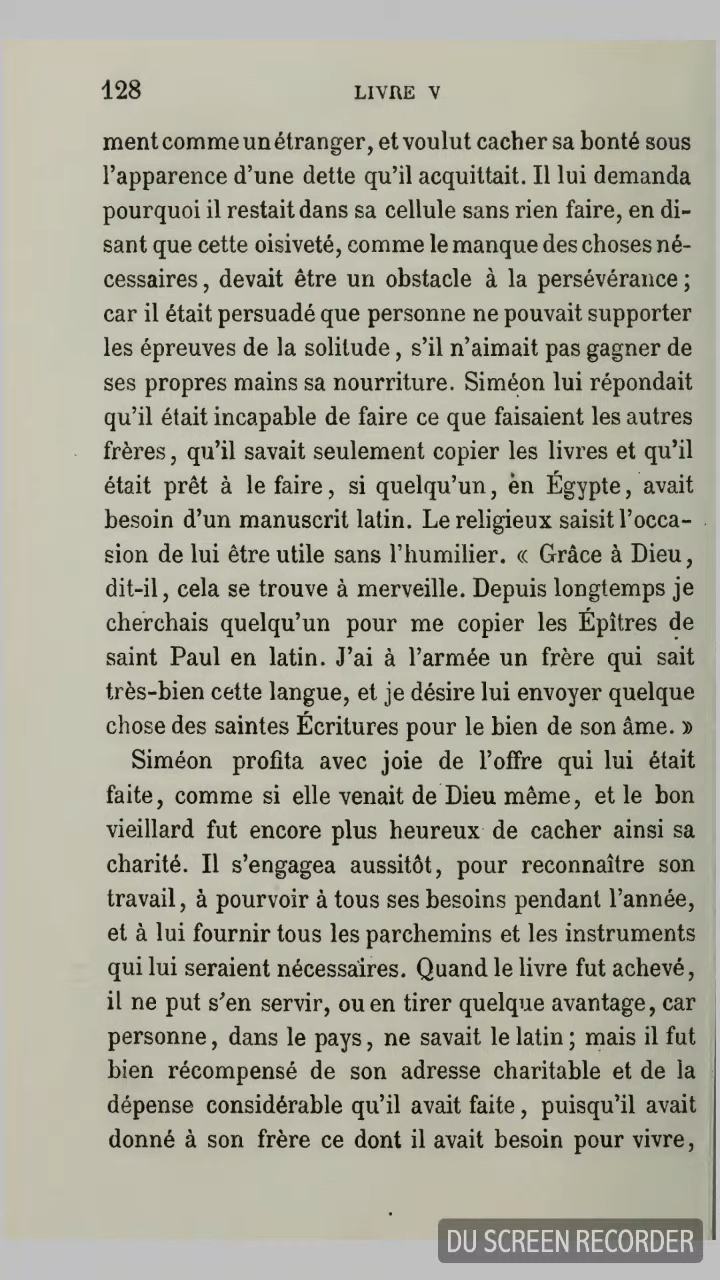 128 LIVRE V
ment comme un étranger, et voulut cacher sa bonté sous
l'apparence d'une dette qu'il acquittait. Il lui demanda
pourquoi il restait dans sa cellule sans rien faire, en di-
sant que cette oisiveté, comme le manque des choses né-
cessaires, devait être un obstacle à la persévérance ;
car il était persuadé que personne ne pouvait supporter
les épreuves de la solitude, s'il n'aimait pas gagner de
ses propres mains sa nourriture. Siméon lui répondait
qu'il était incapable de faire ce que faisaient les autres
frères, qu'il savait seulement copier les livres et qu'il
était prêt à le faire, si quelqu'un, en Égypte, avait
besoin d'un manuscrit latin. Le religieux saisit l'occa-
sion de lui être utile sans l'humilier. « Grâce à Dieu,
dit-il, cela se trouve à merveille. Depuis longtemps je
cherchais quelqu'un pour me copier les Épîtres de
saint Paul en latin. J'ai à l'armée un frère qui sait
très-bien cette langue, et je désire lui envoyer quelque
chose des saintes Écritures pour le bien de son âme. »
Siméon profita avec joie de l'offre qui lui était
faite, comme si elle venait de Dieu même, et le bon
vieillard fut encore plus heureux de cacher ainsi sa
charité. Il s'engagea aussitôt, pour reconnaître son
travail, à pourvoir à tous ses besoins pendant l'année,
et à lui fournir tous les parchemins et les instruments
qui lui seraient nécessaires. Quand le livre fut achevé,
il ne put s'en servir, ou en tirer quelque avantage, car
personne, dans le pays, ne savait le latin ; mais il fut
bien récompensé de son adresse charitable et de la
dépense considérable qu'il avait faite, puisqu'il avait
donné à son frère ce dont il avait besoin pour vivre,
DU SCREEN RECORDER